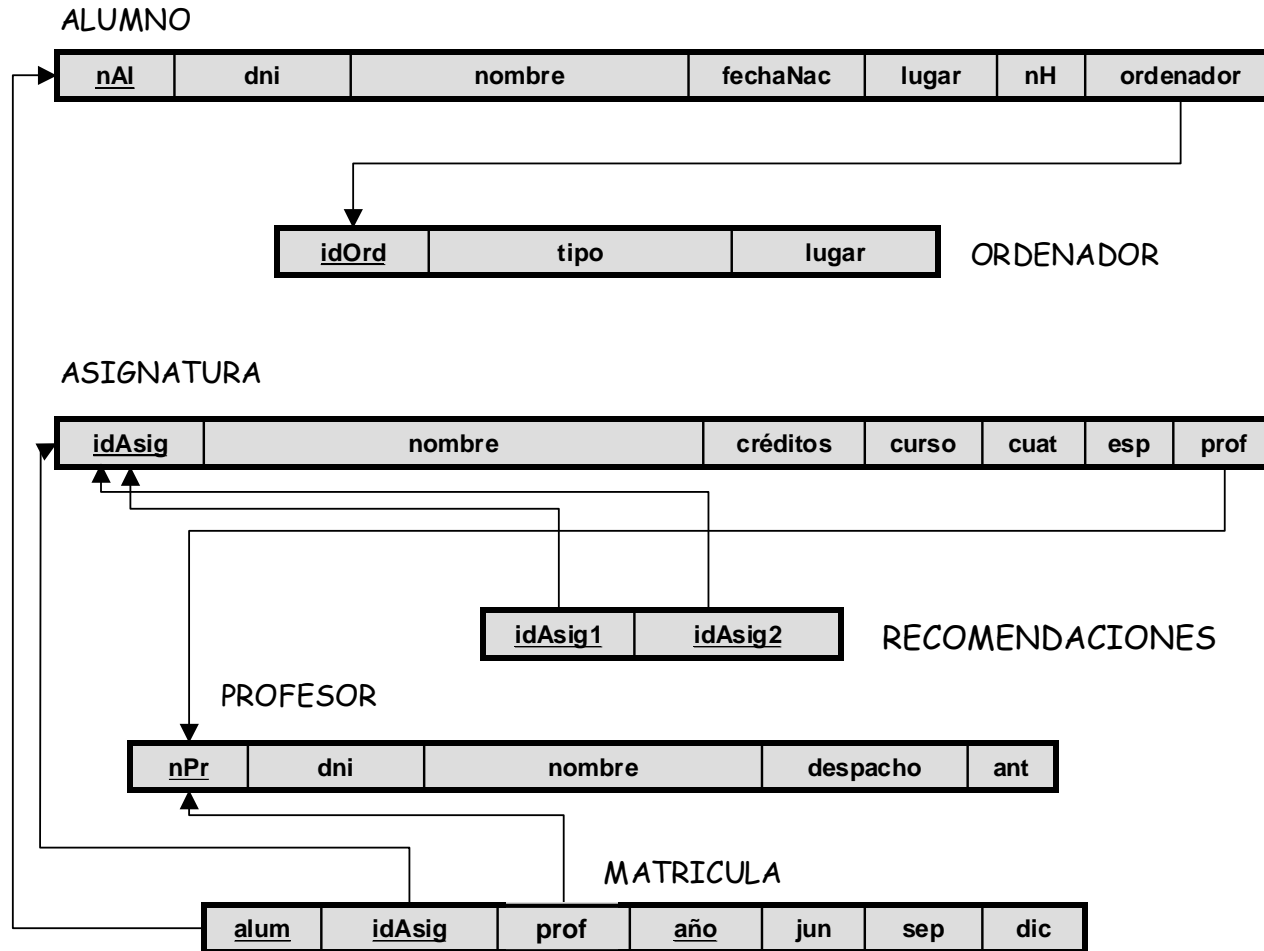 ALUMNO
nAl dni nombre fechaNac lugar nH ordenador
idOrd tipo lugar ORDENADOR
ASIGNATURA
idAsig nombre créditos curso cuat esp prof
idAsig1 idAsig2 RECOMENDACIONES
PROFESOR
nPr dni nombre despacho ant
MATRICULA
alum idAsig prof año jun sep dic